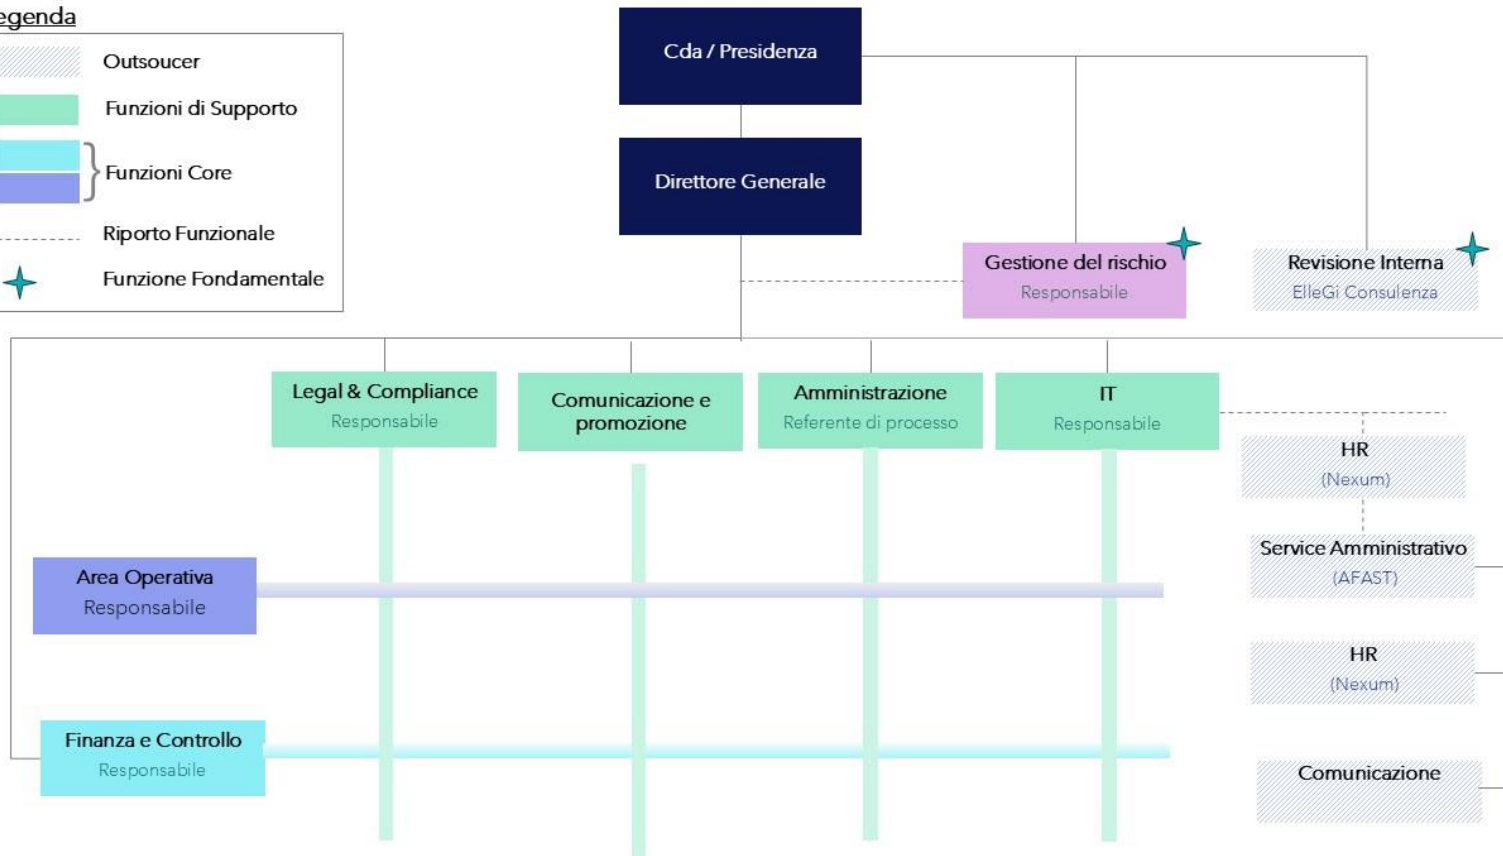 egenda
Outsoucer
Funzioni di Supporto
Funzioni Core
Riporto Funzionale
Funzione Fondamentale
Cda / Presidenza
Direttore Generale
Gestione del rischio
Responsabile
Revisione Interna
ElleGi Consulenza
Legal & Compliance
Responsabile
Comunicazione e
promozione
Amministrazione
Referente di processo
IT
Responsabile
HR
(Nexum)
Service Amministrativo
(AFAST)
Area Operativa
Responsabile
HR
(Nexum)
Finanza e Controllo
Responsabile
Comunicazione